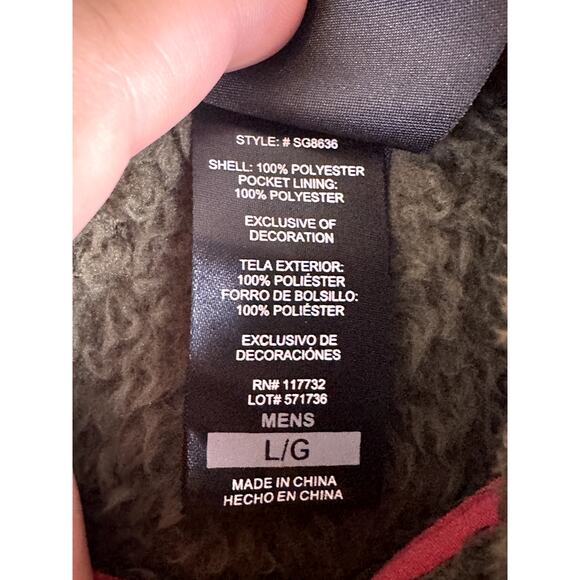 STYLE: # SG8636
SHELL: 100% POLYESTER
POCKET LINING:
100% POLYESTER
EXCLUSIVE OF
DECORATION
TELA EXTERIOR:
100% POLIÉSTER
FORRO DE BOLSILLO:
100% POLIÉSTER
EXCLUSIVO DE
DECORACIÓNES
RN# 117732
LOT# 571736
MENS
L/G
MADE IN CHINA
HECHO EN CHINA